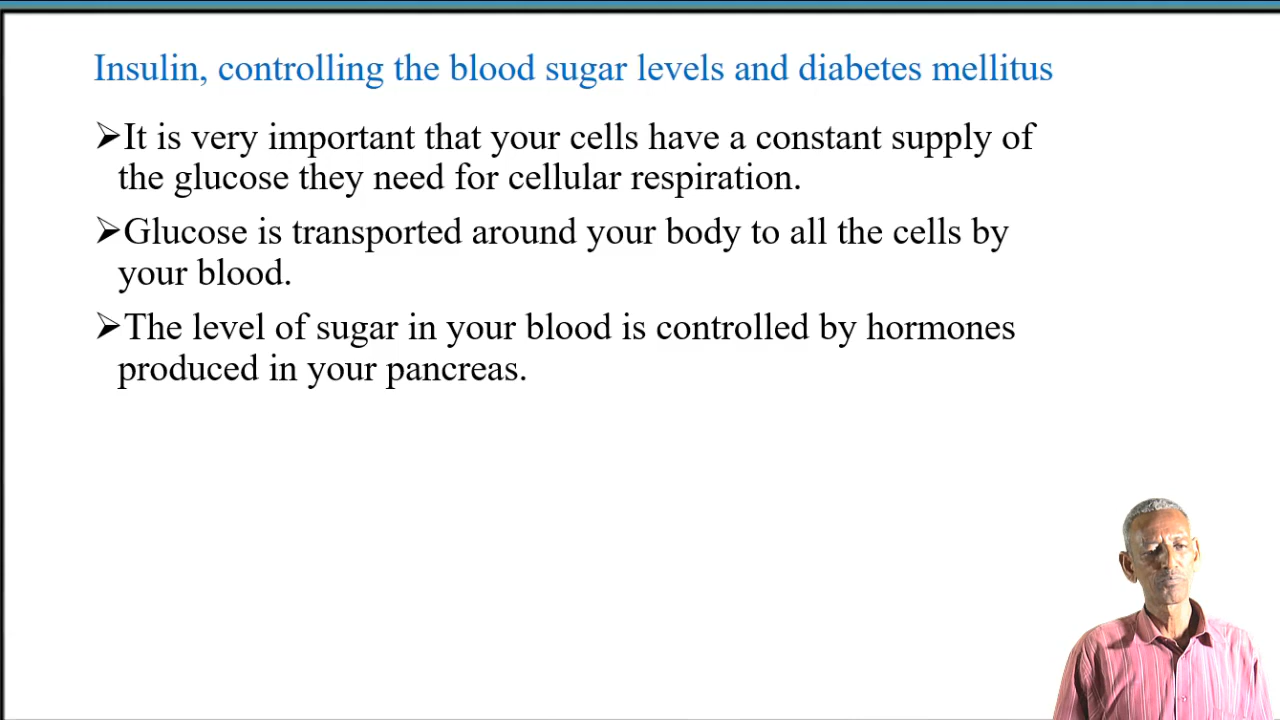 Insulin, controlling the blood sugar levels and diabetes mellitus
➢It is very important that your cells have a constant supply of
the glucose they need for cellular respiration.
➢Glucose is transported around your body to all the cells by
your blood.
➢The level of sugar in your blood is controlled by hormones
produced in your pancreas.